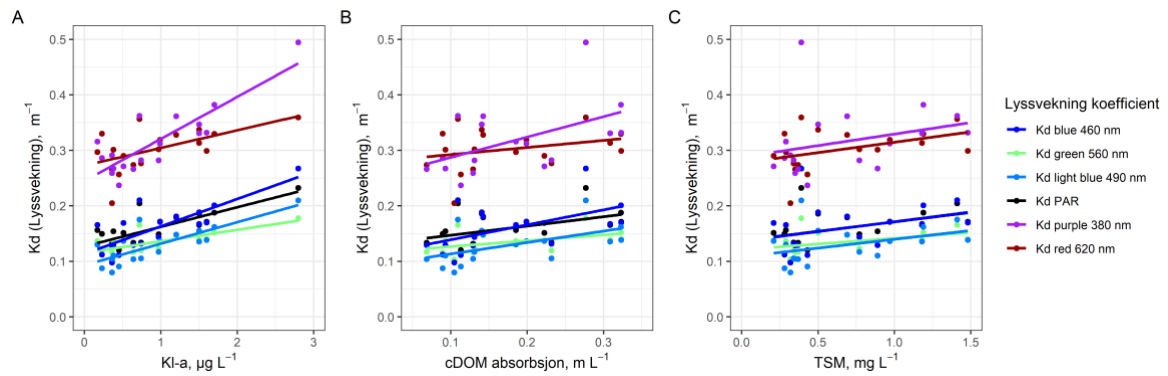 A
B
C
Kd (Lyssvekning), m⁻¹
0.5
0.4
0.3
0.2
0.1
0.0
0
1
2
3
Kl-a, µg L⁻¹
Kd (Lyssvekning), m⁻¹
0.5
0.4
0.3
0.2
0.1
0.0
0.1
0.2
0.3
cDOM absorbsjon, m L⁻¹
Kd (Lyssvekning), m⁻¹
0.5
0.4
0.3
0.2
0.1
0.0
0.0
0.5
1.0
1.5
TSM, mg L⁻¹
Lyssvekning koefficient
Kd blue 460 nm
Kd green 560 nm
Kd light blue 490 nm
Kd PAR
Kd purple 380 nm
Kd red 620 nm